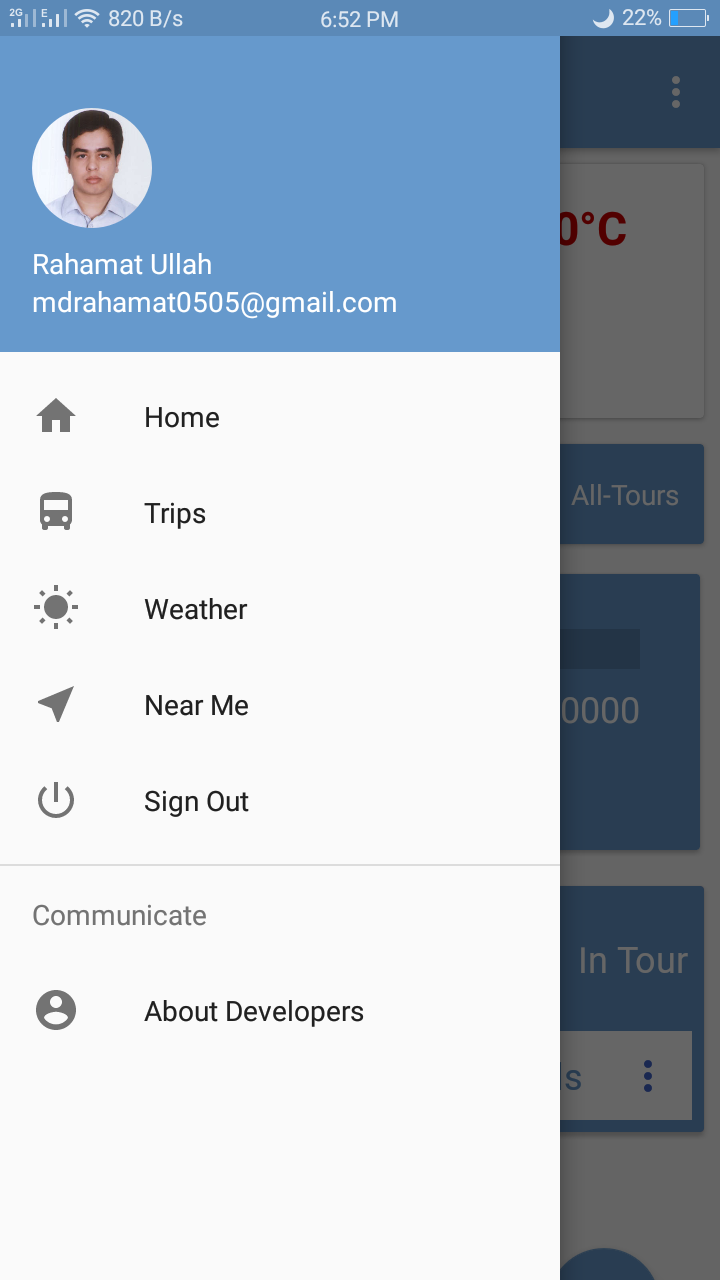 2G E 820 B/s 6:52 PM 22%
Rahamat Ullah
mdrahamat0505@gmail.com
0°C
Home
All-Tours
Trips
Weather
Near Me
0000
Sign Out
Communicate
In Tour
About Developers